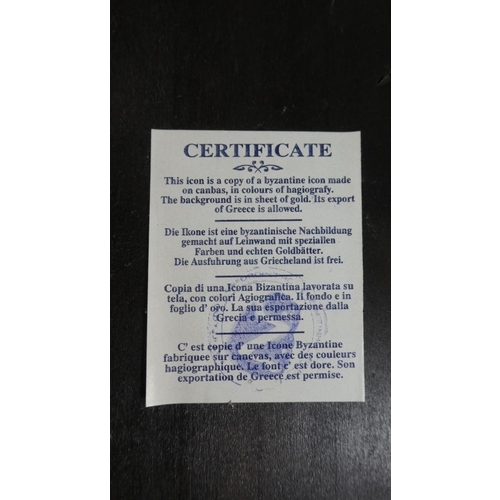 CERTIFICATE
This icon is a copy of a byzantine icon made
on canbas, in colours of hagiografy.
The background is in sheet of gold. Its export
of Greece is allowed.
Die Ikone ist eine byzantinische Nachbildung
gemacht auf Leinwand mit speziallen
Farben und echten Goldbätter.
Die Ausfuhrung aus Griecheland ist frei.
Copia di una Icona Bizantina lavorata su
tela, con colori Agiografica. Il fondo e in
foglio d' oro. La sua esportazione dalla
Grecia e permessa.
C' est copie d' une Icone Byzantine
fabriquee sur canevas, avec des couleurs
hagiographique. Le font c' est dore. Son
exportation de Greece est permise.